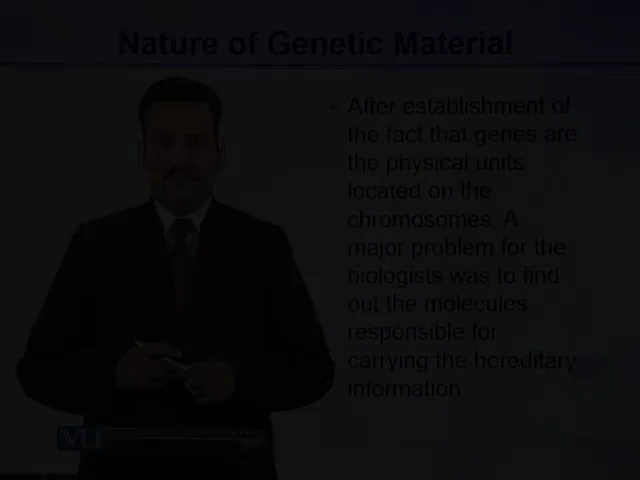 Nature of Genetic Material
• After establishment of
the fact that genes are
the physical units
located on the
chromosomes. A
major problem for the
biologists was to find
out the molecules
responsible for
carrying the hereditary
information
VU